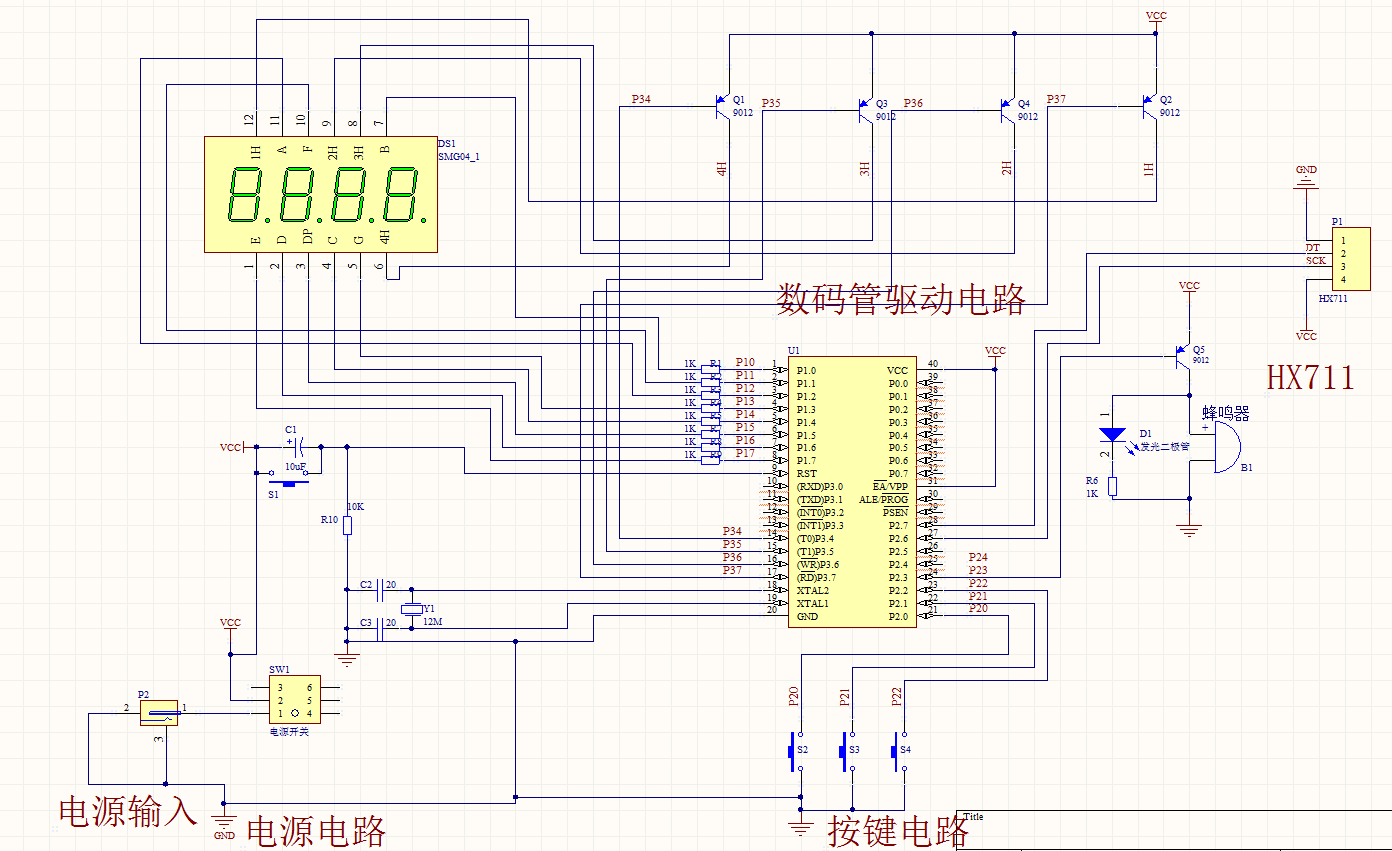 VCC
P34
Q1
9012
P35
Q3
9012
P36
Q4
9012
P37
Q2
9012
12
11
10
9
8
7
1H
A
F
2H
3H
B
DS1
SMG04_1
E
D
DP
C
G
4H
1
2
3
4
5
6
4H
3H
2H
1H
GND
P1
DT
SCK
1
2
3
4
HX711
VCC
HX711
数码管驱动电路
VCC
Q5
9012
1
D1
发光二极管
2
R6
1K
蜂鸣器
+
B1
U1
VCC
1K R1 P10 1 P1.0
1K R2 P11 2 P1.1
1K R3 P12 3 P1.2
1K R4 P13 4 P1.3
1K R5 P14 5 P1.4
1K R7 P15 6 P1.5
1K R8 P16 7 P1.6
1K R9 P17 8 P1.7
9 RST
10 (RXD)P3.0
11 (TXD)P3.1
12 (INT0)P3.2
13 (INT1)P3.3
P34 14 (T0)P3.4
P35 15 (T1)P3.5
P36 16 (WR)P3.6
P37 17 (RD)P3.7
18 XTAL2
19 XTAL1
20 GND
VCC 40
P0.0 39
P0.1 38
P0.2 37
P0.3 36
P0.4 35
P0.5 34
P0.6 33
P0.7 32
EA/VPP 31
ALE/PROG 30
PSEN 29
P2.7 28
P2.6 27
P2.5 26
P2.4 25 P24
P2.3 24 P23
P2.2 23 P22
P2.1 22 P21
P2.0 21 P20
VCC
C1
+
10uF
S1
10K
R10
C2 20
Y1
12M
C3 20
VCC
SW1
3 6
2 5
1 4
电源开关
P2
2
1
3
电源输入
GND
电源电路
P20
P21
P22
S2
S3
S4
按键电路
Title